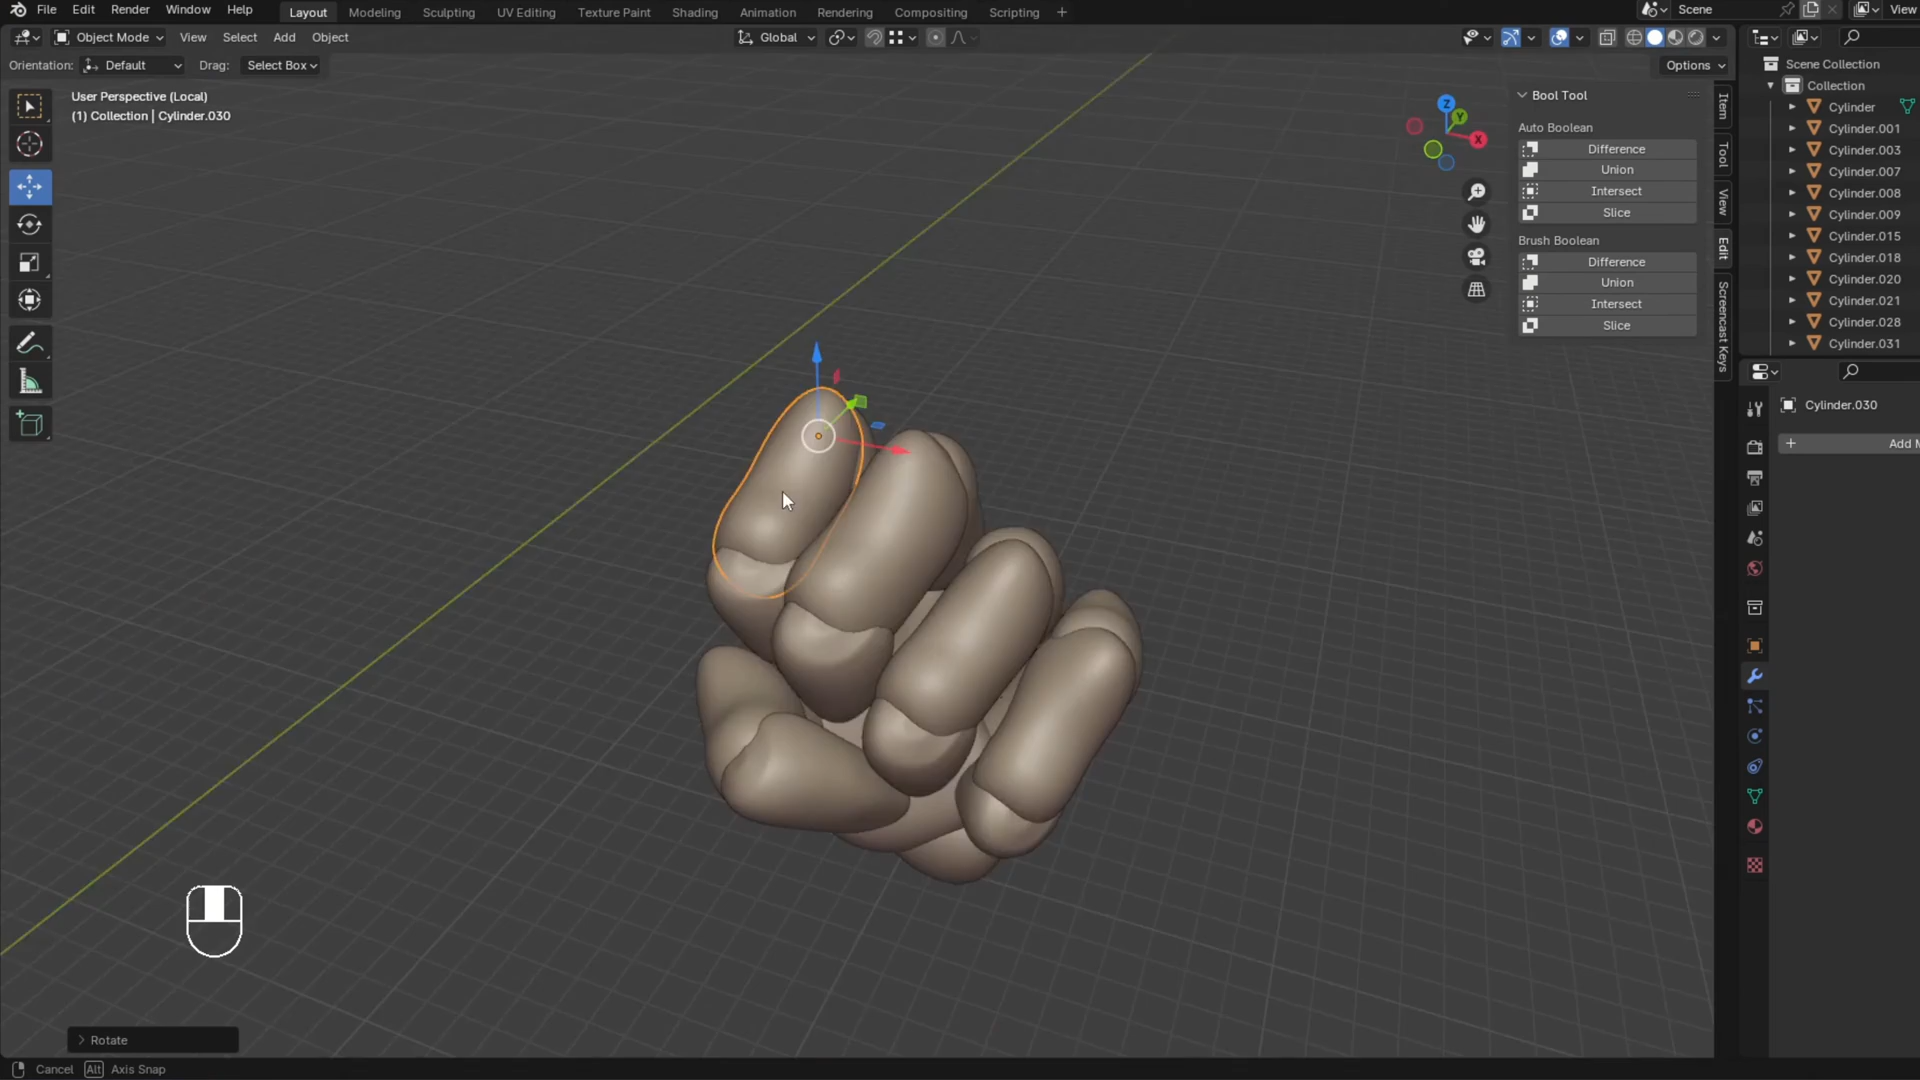 File Edit Render Window Help Layout Modeling Sculpting UV Editing Texture Paint Shading Animation Rendering Compositing Scripting + Scene View
Object Mode View Select Add Object Global
Orientation: Default Drag: Select Box Options
User Perspective (Local)
(1) Collection | Cylinder.030
Z
Y
X
Bool Tool
Auto Boolean
Difference
Union
Intersect
Slice
Brush Boolean
Difference
Union
Intersect
Slice
Item
Tool
View
Edit
Screencast Keys
Scene Collection
Collection
Cylinder
Cylinder.001
Cylinder.003
Cylinder.007
Cylinder.008
Cylinder.009
Cylinder.015
Cylinder.018
Cylinder.020
Cylinder.021
Cylinder.028
Cylinder.031
Cylinder.030
+ Add M
Rotate
Cancel Alt Axis Snap